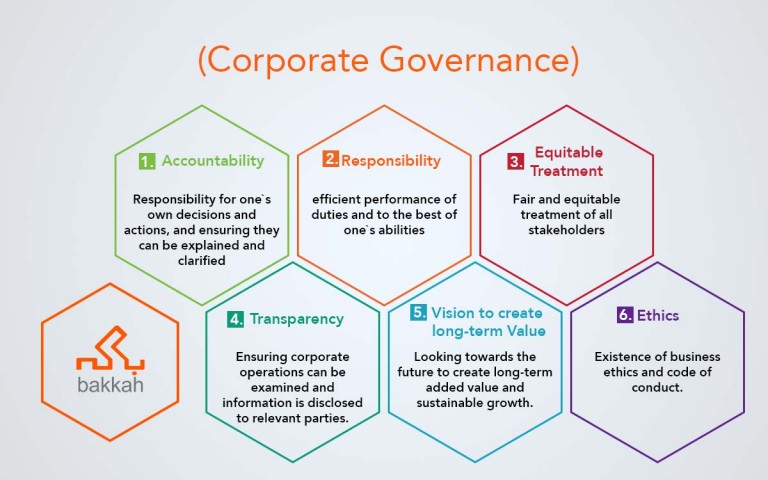 (Corporate Governance)
1. Accountability
Responsibility for one`s
own decisions and
actions, and ensuring they
can be explained and
clarified
2. Responsibility
efficient performance of
duties and to the best of
one`s abilities
3. Equitable
Treatment
Fair and equitable
treatment of all
stakeholders
bakkah
4. Transparency
Ensuring corporate
operations can be
examined and
information is disclosed
to relevant parties.
5. Vision to create
long-term Value
Looking towards the
future to create long-term
added value and
sustainable growth.
6. Ethics
Existence of business
ethics and code of
conduct.